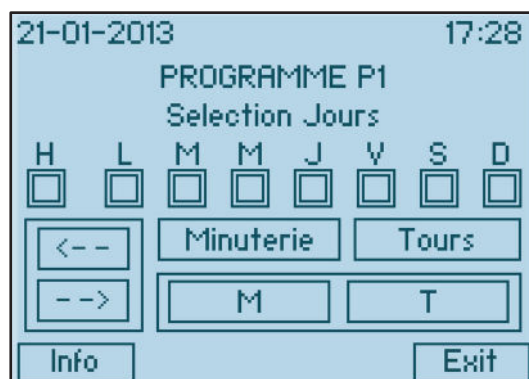 21-01-2013 17:28
PROGRAMME P1
Selection Jours
H L M M J V S D
<-- Minuterie Tours
--> M T
Info Exit